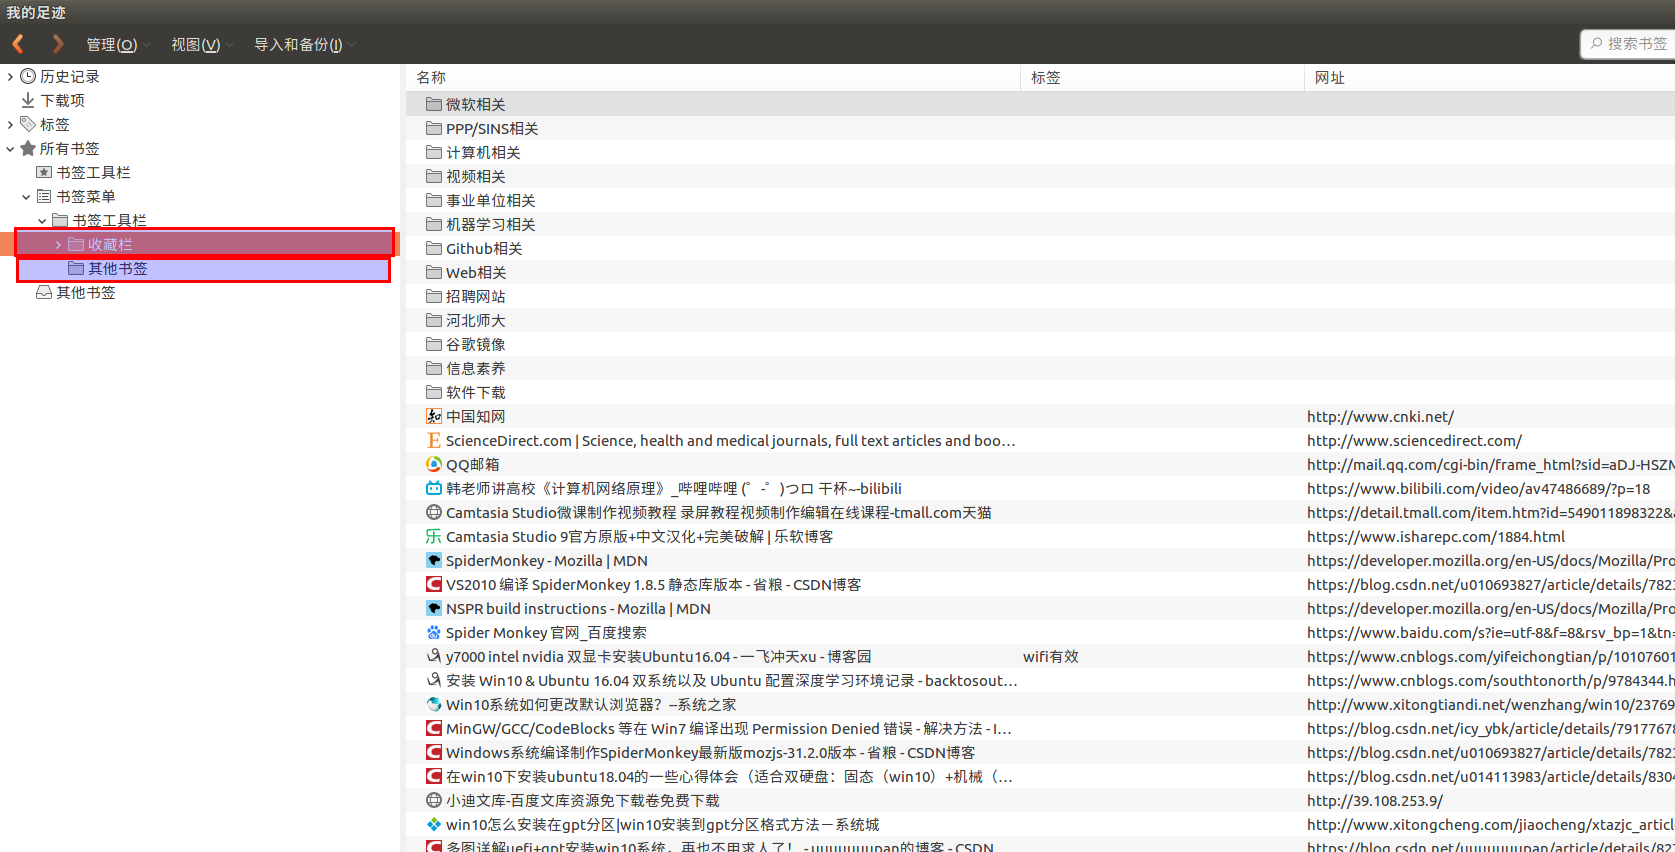 我的足迹
管理(O) 视图(V) 导入和备份(I) 搜索书签
历史记录
下载项
标签
所有书签
书签工具栏
书签菜单
书签工具栏
收藏栏
其他书签
其他书签
名称 标签 网址
微软相关
PPP/SINS相关
计算机相关
视频相关
事业单位相关
机器学习相关
Github相关
Web相关
招聘网站
河北师大
谷歌镜像
信息素养
软件下载
中国知网 http://www.cnki.net/
ScienceDirect.com | Science, health and medical journals, full text articles and boo… http://www.sciencedirect.com/
QQ邮箱 http://mail.qq.com/cgi-bin/frame_html?sid=aDJ-HSZM
韩老师讲高校《计算机网络原理》_哔哩哔哩 (゜-゜)つロ 干杯~-bilibili https://www.bilibili.com/video/av47486689/?p=18
Camtasia Studio微课制作视频教程 录屏教程视频制作编辑在线课程-tmall.com天猫 https://detail.tmall.com/item.htm?id=549011898322&
Camtasia Studio 9官方原版+中文汉化+完美破解 | 乐软博客 https://www.isharepc.com/1884.html
SpiderMonkey - Mozilla | MDN https://developer.mozilla.org/en-US/docs/Mozilla/Pro
VS2010 编译 SpiderMonkey 1.8.5 静态库版本 - 省粮 - CSDN博客 https://blog.csdn.net/u010693827/article/details/782
NSPR build instructions - Mozilla | MDN https://developer.mozilla.org/en-US/docs/Mozilla/Pro
Spider Monkey 官网_百度搜索 https://www.baidu.com/s?ie=utf-8&f=8&rsv_bp=1&tn=
y7000 intel nvidia 双显卡安装Ubuntu16.04 - 一飞冲天xu - 博客园 wifi有效 https://www.cnblogs.com/yifeichongtian/p/10107601
安装 Win10 & Ubuntu 16.04 双系统以及 Ubuntu 配置深度学习环境记录 - backtosout… https://www.cnblogs.com/southtonorth/p/9784344.h
Win10系统如何更改默认浏览器？--系统之家 http://www.xitongtiandi.net/wenzhang/win10/23769
MinGW/GCC/CodeBlocks 等在 Win7 编译出现 Permission Denied 错误 - 解决方法 - I… https://blog.csdn.net/icy_ybk/article/details/79177678
Windows系统编译制作SpiderMonkey最新版mozjs-31.2.0版本 - 省粮 - CSDN博客 https://blog.csdn.net/u010693827/article/details/782
在win10下安装ubuntu18.04的一些心得体会（适合双硬盘：固态（win10）+机械（… https://blog.csdn.net/u014113983/article/details/830
小迪文库-百度文库资源免下载卷免费下载 http://39.108.253.9/
win10怎么安装在gpt分区|win10安装到gpt分区格式方法－系统城 http://www.xitongcheng.com/jiaocheng/xtazjc_articl
多图详解uefi+gpt安装win10系统，再也不用求人了！ - uuuuuuupan的博客 - CSDN https://blog.csdn.net/uuuuuuupan/article/details/82